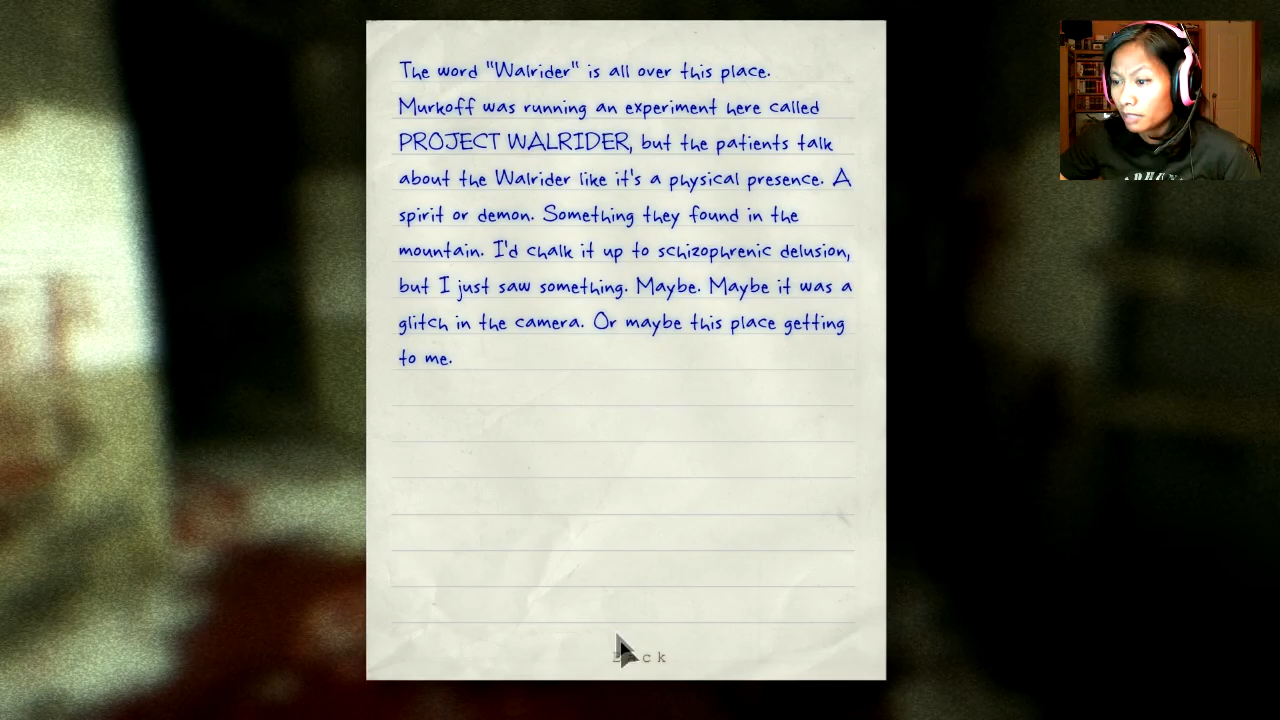 The word "Walrider" is all over this place.
Murkoff was running an experiment here called
PROJECT WALRIDER, but the patients talk
about the Walrider like it's a physical presence. A
spirit or demon. Something they found in the
mountain. I'd chalk it up to schizophrenic delusion,
but I just saw something. Maybe. Maybe it was a
glitch in the camera. Or maybe this place getting
to me.
Back